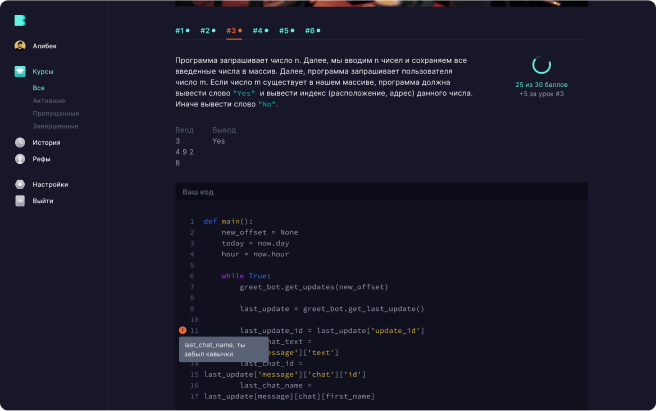 #1 #2 #3 #4 #5 #6
Алибек
Курсы
Все
Активные
Пропущенные
Завершенные
История
Рефы
Настройки
Выйти
Программа запрашивает число n. Далее, мы вводим n чисел и сохраняем все
введенные числа в массив. Далее, программа запрашивает пользователя
число m. Если число m существует в нашем массиве, программа должна
вывести слово "Yes" и вывести индекс (расположение, адрес) данного числа.
Иначе вывести слово "No".
25 из 30 баллов
+5 за урок #3
Ввод Вывод
3 Yes
4 9 2
8
Ваш код
1 def main():
2 new_offset = None
3 today = now.day
4 hour = now.hour
5
6 while True:
7 greet_bot.get_updates(new_offset)
8
9 last_update = greet_bot.get_last_update()
10
11 last_update_id = last_update['update_id']
last_chat_name, ты
забыл кавычки
chat_text =
essage']['text']
14 last_chat_id =
15 last_update['message']['chat']['id']
16 last_chat_name =
17 last_update[message][chat][first_name]